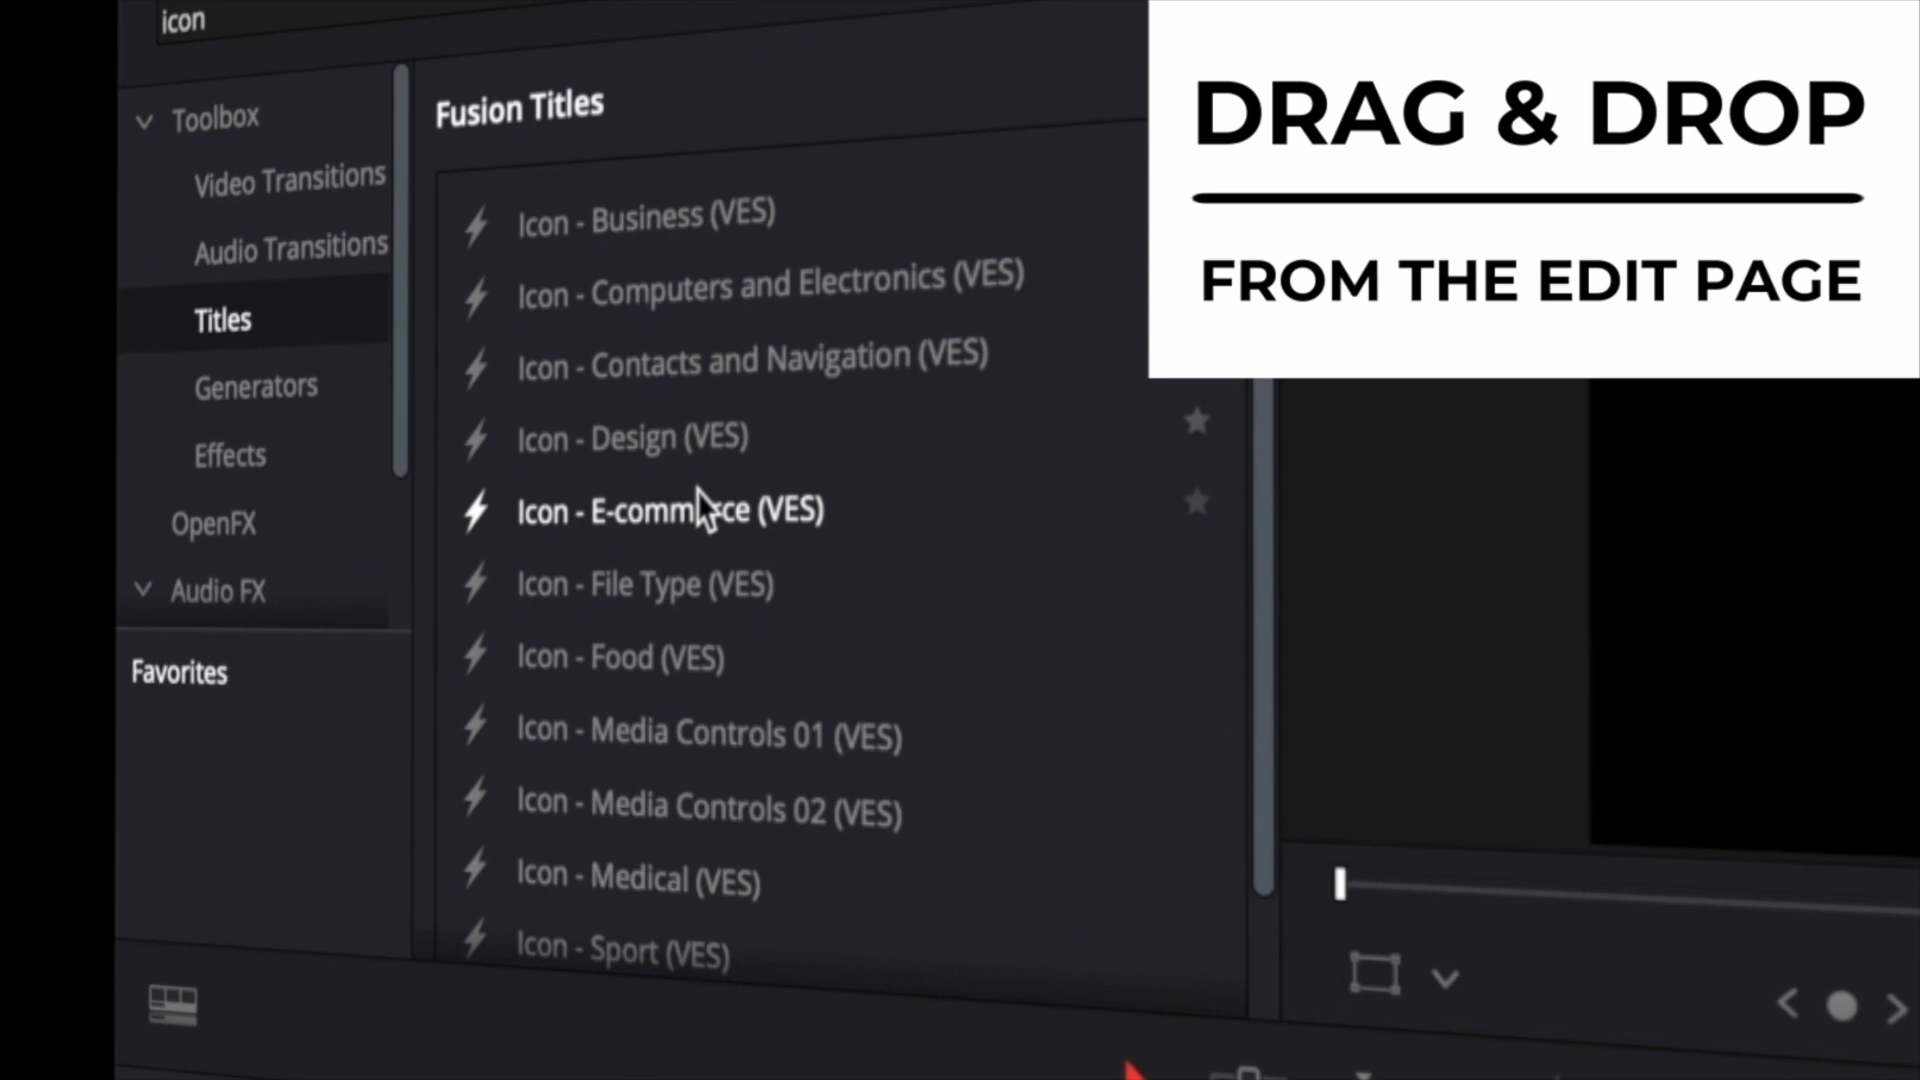 icon
Toolbox
Video Transitions
Audio Transitions
Titles
Generators
Effects
OpenFX
Audio FX
Favorites
Fusion Titles
Icon - Business (VES)
Icon - Computers and Electronics (VES)
Icon - Contacts and Navigation (VES)
Icon - Design (VES)
Icon - E-commerce (VES)
Icon - File Type (VES)
Icon - Food (VES)
Icon - Media Controls 01 (VES)
Icon - Media Controls 02 (VES)
Icon - Medical (VES)
Icon - Sport (VES)
DRAG & DROP
FROM THE EDIT PAGE